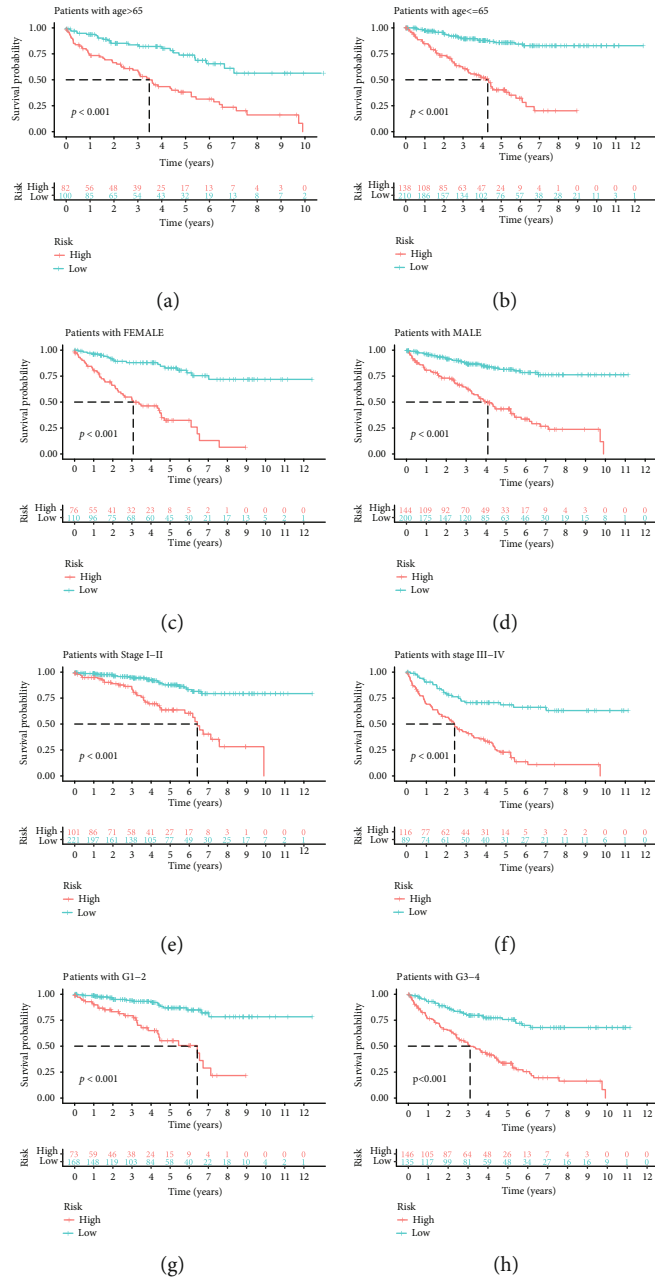 Patients with age>65
Survival probability
1.00
0.75
0.50
0.25
0.00
p < 0.001
0 1 2 3 4 5 6 7 8 9 10
Time (years)
Risk
High 82 56 48 39 25 17 13 7 4 3 0
Low 100 85 65 54 43 32 19 13 8 7 2
0 1 2 3 4 5 6 7 8 9 10
Time (years)
Risk
High
Low
(a)
Patients with age<=65
Survival probability
1.00
0.75
0.50
0.25
0.00
p < 0.001
0 1 2 3 4 5 6 7 8 9 10 11 12
Time (years)
Risk
High 138 108 85 63 47 24 9 4 1 0 0 0 0
Low 210 186 157 134 102 76 57 38 28 21 11 3 1
0 1 2 3 4 5 6 7 8 9 10 11 12
Time (years)
Risk
High
Low
(b)
Patients with FEMALE
Survival probability
1.00
0.75
0.50
0.25
0.00
p < 0.001
0 1 2 3 4 5 6 7 8 9 10 11 12
Time (years)
Risk
High 76 55 41 32 23 8 5 2 1 0 0 0 0
Low 110 96 75 68 60 45 30 21 17 13 5 2 1
0 1 2 3 4 5 6 7 8 9 10 11 12
Time (years)
Risk
High
Low
(c)
Patients with MALE
Survival probability
1.00
0.75
0.50
0.25
0.00
p < 0.001
0 1 2 3 4 5 6 7 8 9 10 11 12
Time (years)
Risk
High 144 109 92 70 49 33 17 9 4 3 0 0 0
Low 200 175 147 120 85 63 46 30 19 15 8 1 0
0 1 2 3 4 5 6 7 8 9 10 11 12
Time (years)
Risk
High
Low
(d)
Patients with Stage I–II
Survival probability
1.00
0.75
0.50
0.25
0.00
p < 0.001
0 1 2 3 4 5 6 7 8 9 10 11 12
Time (years)
Risk
High 101 86 71 58 41 27 17 8 3 1 0 0 0
Low 221 197 161 138 105 77 49 30 25 17 7 2 1
0 1 2 3 4 5 6 7 8 9 10 11 12
Time (years)
Risk
High
Low
(e)
Patients with stage III–IV
Survival probability
1.00
0.75
0.50
0.25
0.00
p < 0.001
0 1 2 3 4 5 6 7 8 9 10 11 12
Time (years)
Risk
High 116 77 62 44 31 14 5 3 2 2 0 0 0
Low 89 74 61 50 40 31 27 21 11 11 6 1 0
0 1 2 3 4 5 6 7 8 9 10 11 12
Time (years)
Risk
High
Low
(f)
Patients with G1–2
Survival probability
1.00
0.75
0.50
0.25
0.00
p < 0.001
0 1 2 3 4 5 6 7 8 9 10 11 12
Time (years)
Risk
High 73 59 46 38 24 15 9 4 1 0 0 0 0
Low 168 148 119 103 84 58 40 22 18 10 4 2 1
0 1 2 3 4 5 6 7 8 9 10 11 12
Time (years)
Risk
High
Low
(g)
Patients with G3–4
Survival probability
1.00
0.75
0.50
0.25
0.00
p<0.001
0 1 2 3 4 5 6 7 8 9 10 11 12
Time (years)
Risk
High 146 105 87 64 48 26 13 7 4 3 0 0 0
Low 135 117 99 81 59 48 34 27 16 16 9 1 0
0 1 2 3 4 5 6 7 8 9 10 11 12
Time (years)
Risk
High
Low
(h)